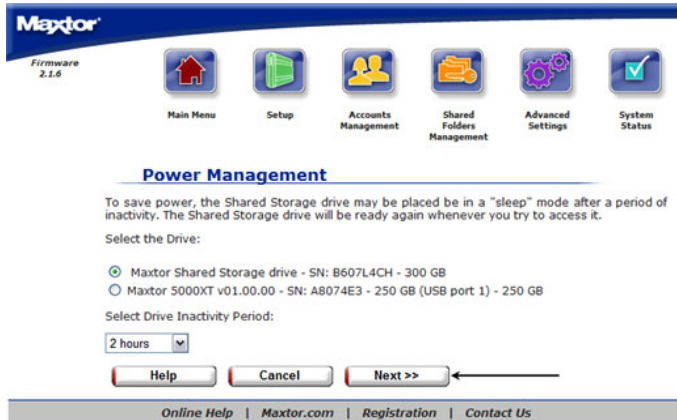 Maxtor
Firmware
2.1.6
Main Menu
Setup
Accounts
Management
Shared
Folders
Management
Advanced
Settings
System
Status
Power Management
To save power, the Shared Storage drive may be placed be in a "sleep" mode after a period of
inactivity. The Shared Storage drive will be ready again whenever you try to access it.
Select the Drive:
Maxtor Shared Storage drive - SN: B607L4CH - 300 GB
Maxtor 5000XT v01.00.00 - SN: A8074E3 - 250 GB (USB port 1) - 250 GB
Select Drive Inactivity Period:
2 hours
Help Cancel Next >>
Online Help | Maxtor.com | Registration | Contact Us